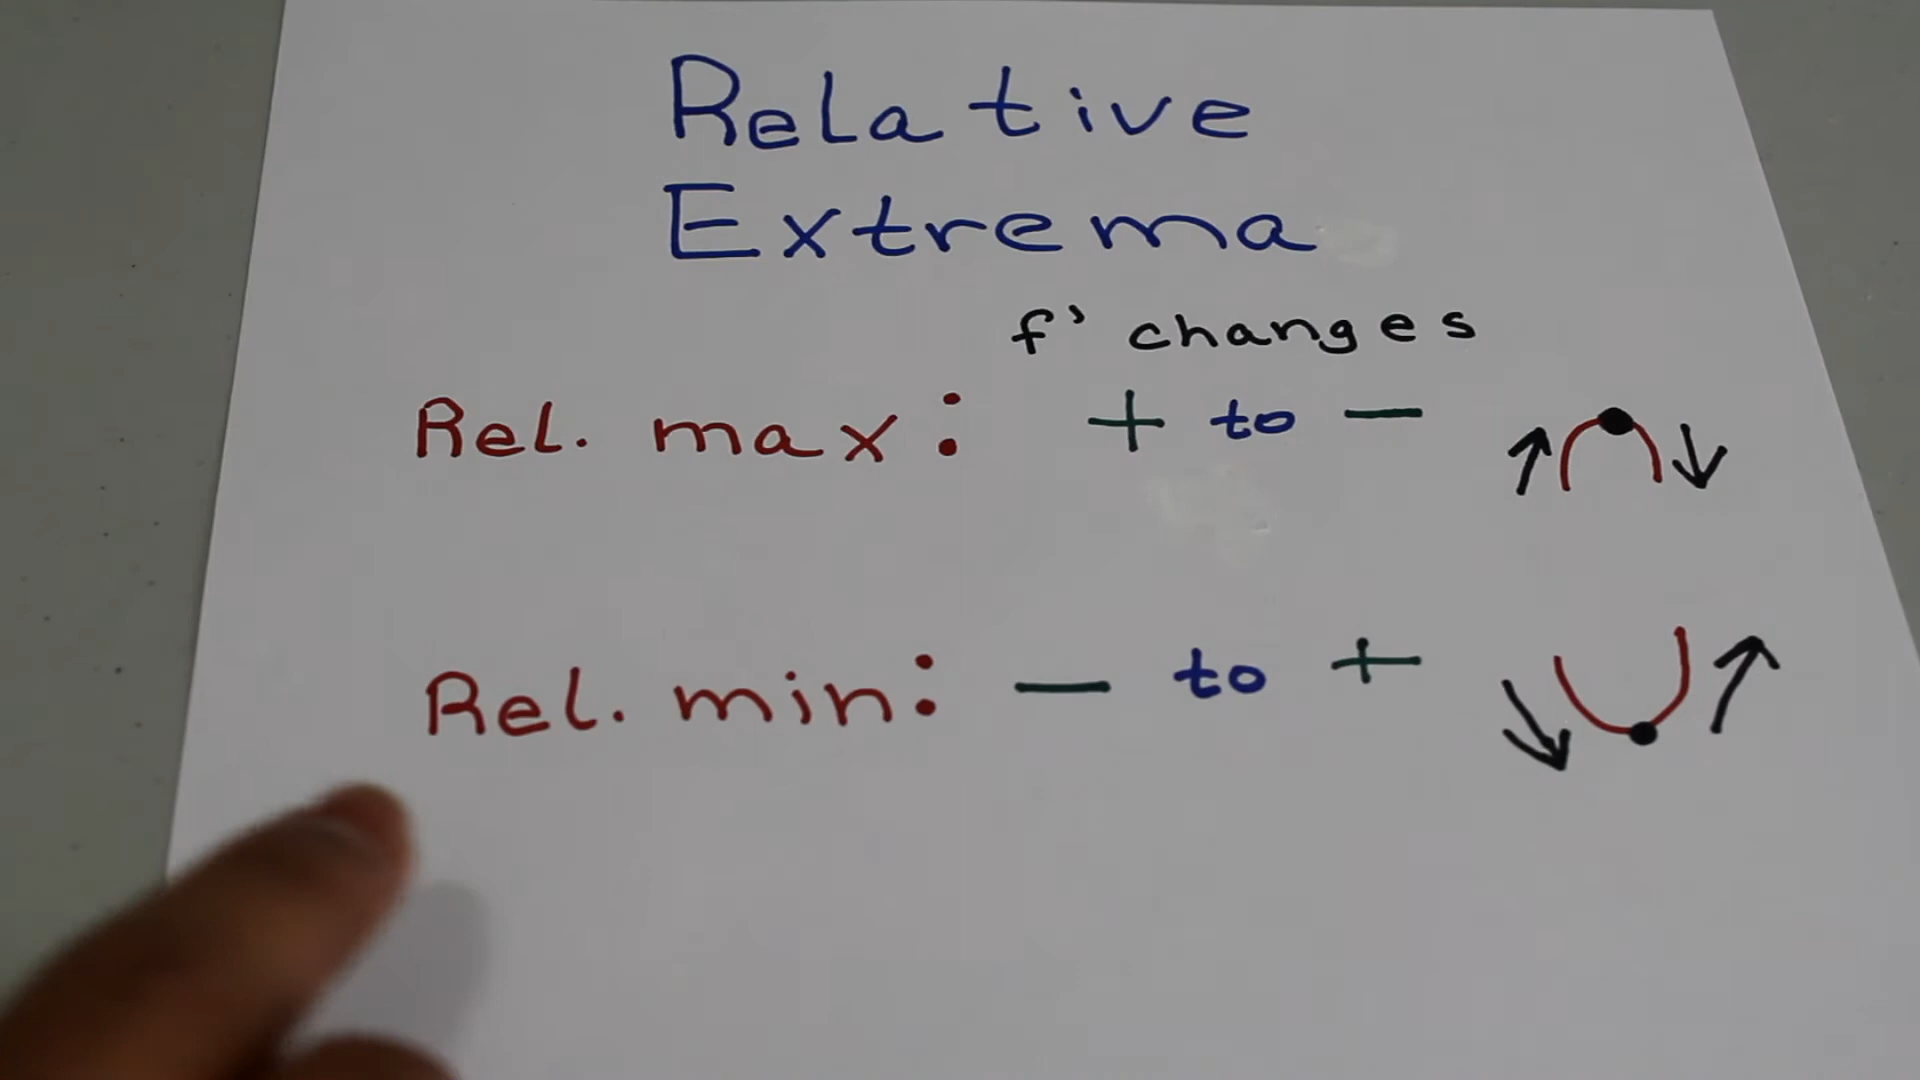 Relative
Extrema
f' changes
Rel. max: + to −
Rel. min: − to +